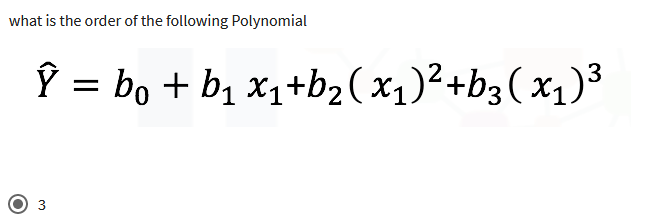 what is the order of the following Polynomial
Ŷ = b₀ + b₁ x₁+b₂( x₁)²+b₃( x₁)³
3